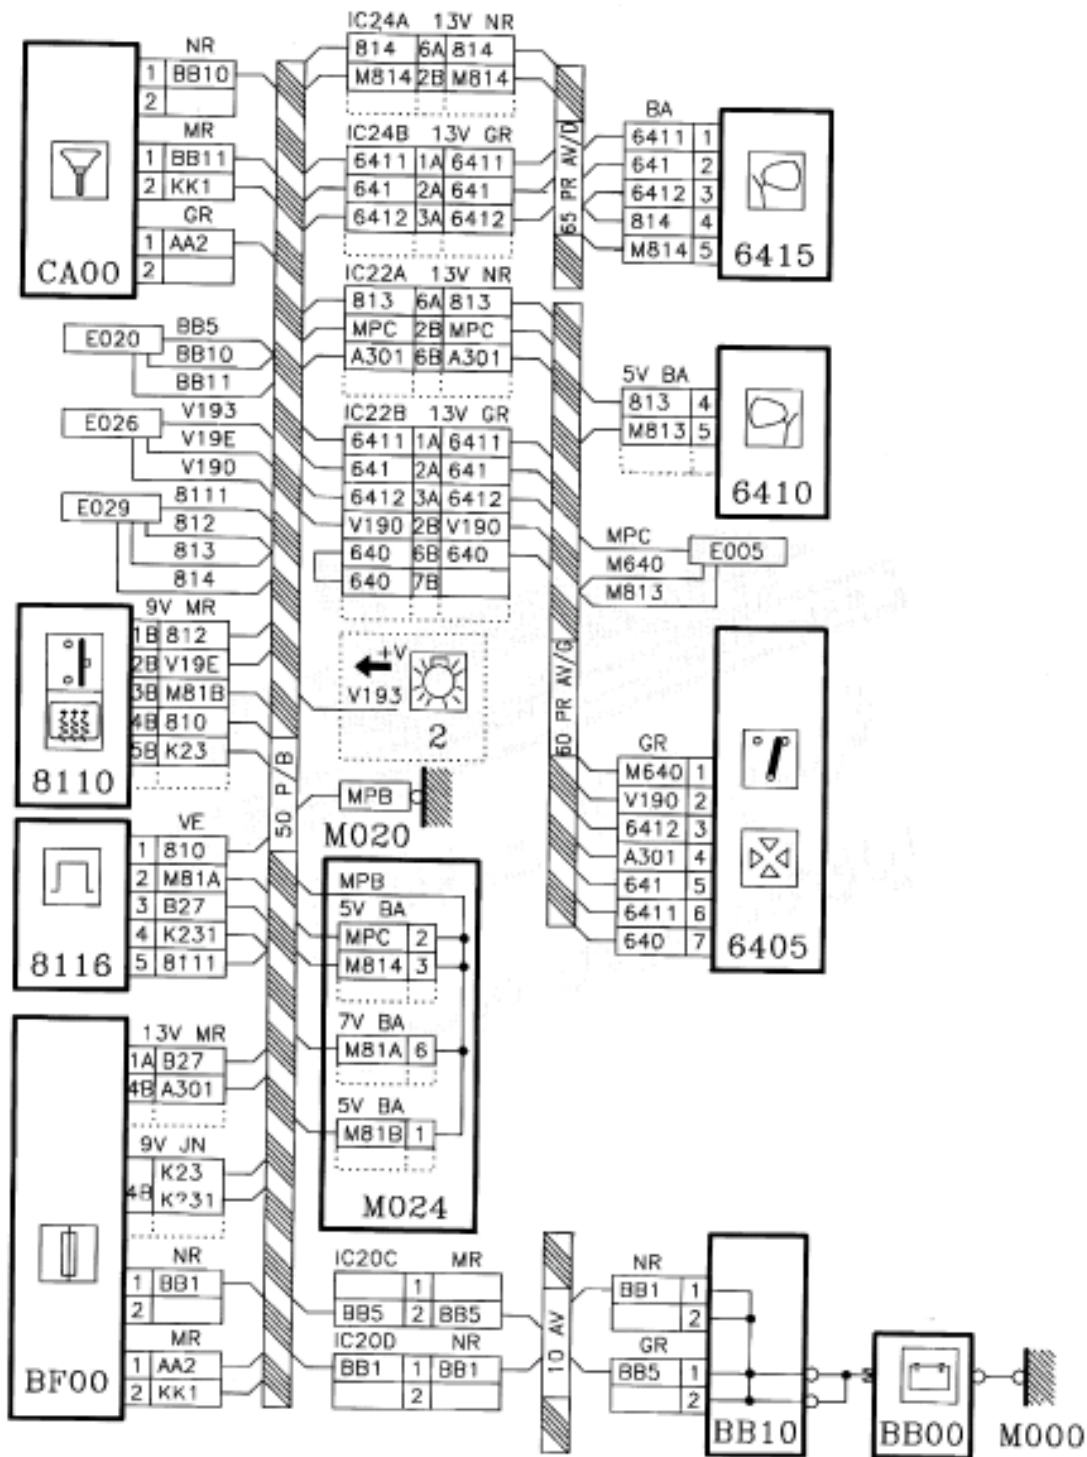 NR
1 BB10
2
MR
1 BB11
2 KK1
GR
1 AA2
2
CA00
E020
BB5
BB10
BB11
E026
V193
V19E
V190
E029
8111
812
813
814
9V MR
1B 812
2B V19E
3B M81B
4B 810
5B K23
8110
VE
1 810
2 M81A
3 B27
4 K231
5 8111
8116
13V MR
1A B27
4B A301
9V JN
K23
4B
NR
1 BB1
2
MR
1 AA2
2 KK1
BF00
50 P/B
IC24A 13V NR
814 6A 814
M814 2B M814
IC24B 13V GR
6411 1A 6411
641 2A 641
6412 3A 6412
IC22A 13V NR
813 6A 813
MPC 2B MPC
A301 6B A301
IC22B 13V GR
6411 1A 6411
641 2A 641
6412 3A 6412
V190 2B V190
640 6B 640
640 7B
+V
V193
2
MPB
M020
MPB
5V BA
MPC 2
M814 3
7V BA
M81A 6
5V BA
M81B 1
M024
IC20C MR
1
BB5 2 BB5
IC20D NR
BB1 1 BB1
2
65 PR AV/D
60 PR AV/G
10 AV
BA
6411 1
641 2
6412 3
814 4
M814 5
6415
5V BA
813 4
M813 5
6410
MPC
M640
M813
E005
GR
M640 1
V190 2
6412 3
A301 4
641 5
6411 6
640 7
6405
NR
BB1 1
2
GR
BB5 1
2
BB10
BB00
M000